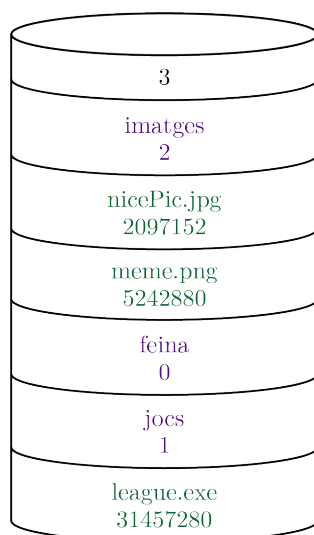 3
imatges
2
nicePic.jpg
2097152
meme.png
5242880
feina
0
jocs
1
league.exe
31457280